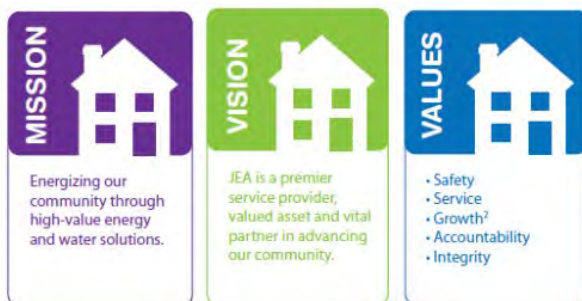 MISSION
Energizing our
community through
high-value energy
and water solutions.
VISION
JEA is a premier
service provider,
valued asset and vital
partner in advancing
our community.
VALUES
• Safety
• Service
• Growth²
• Accountability
• Integrity